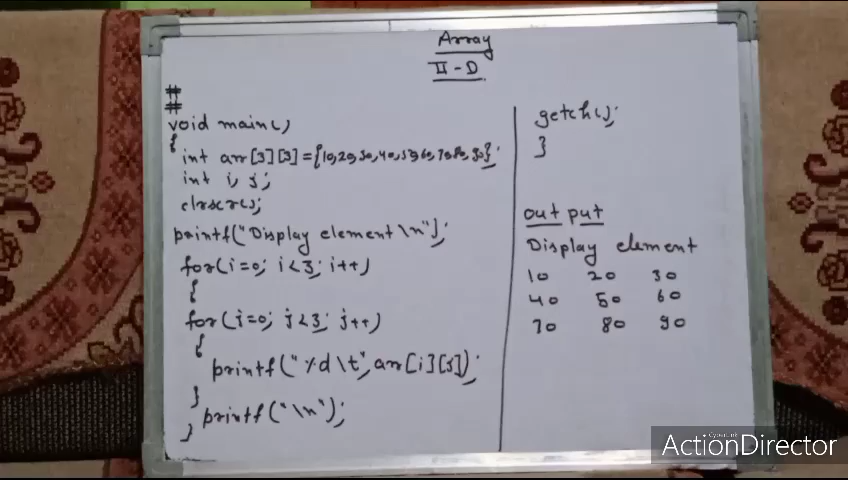 Array
II-D
#
#
void main()
{
int arr[3][3]={10,20,30,40,50,60,70,80,90};
int i, j;
clrscr();
printf("Display element\n");
for(i=0; i<3; i++)
{
for(j=0; j<3; j++)
{
printf("%d\t", arr[i][j]);
}
printf("\n");
}
getch();
}
output
Display element
10 20 30
40 50 60
70 80 90
CyberLink
ActionDirector